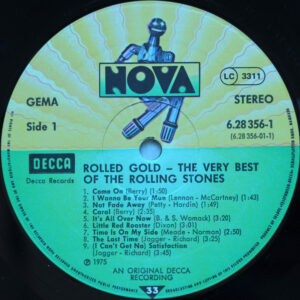 NOVA
LC 3311
GEMA
STEREO
Side 1
6.28 356-1
(6.28 356-01-1)
DECCA
Decca Records
ROLLED GOLD – THE VERY BEST
OF THE ROLLING STONES
1. Come On (Berry) (1:50)
2. I Wanna Be Your Man (Lennon - McCartney) (1:43)
3. Not Fade Away (Petty - Hardin) (1:49)
4. Carol (Berry) (2:35)
5. It's All Over Now (B. & S. Womack) (3:20)
6. Little Red Rooster (Dixon) (3:01)
7. Time Is On My Side (Meade - Norman) (2:50)
8. The Last Time (Jagger - Richard) (3:35)
9. (I Can't Get No) Satisfaction
(Jagger - Richard) (3:45)
℗ 1975
AN ORIGINAL DECCA
RECORDING
33